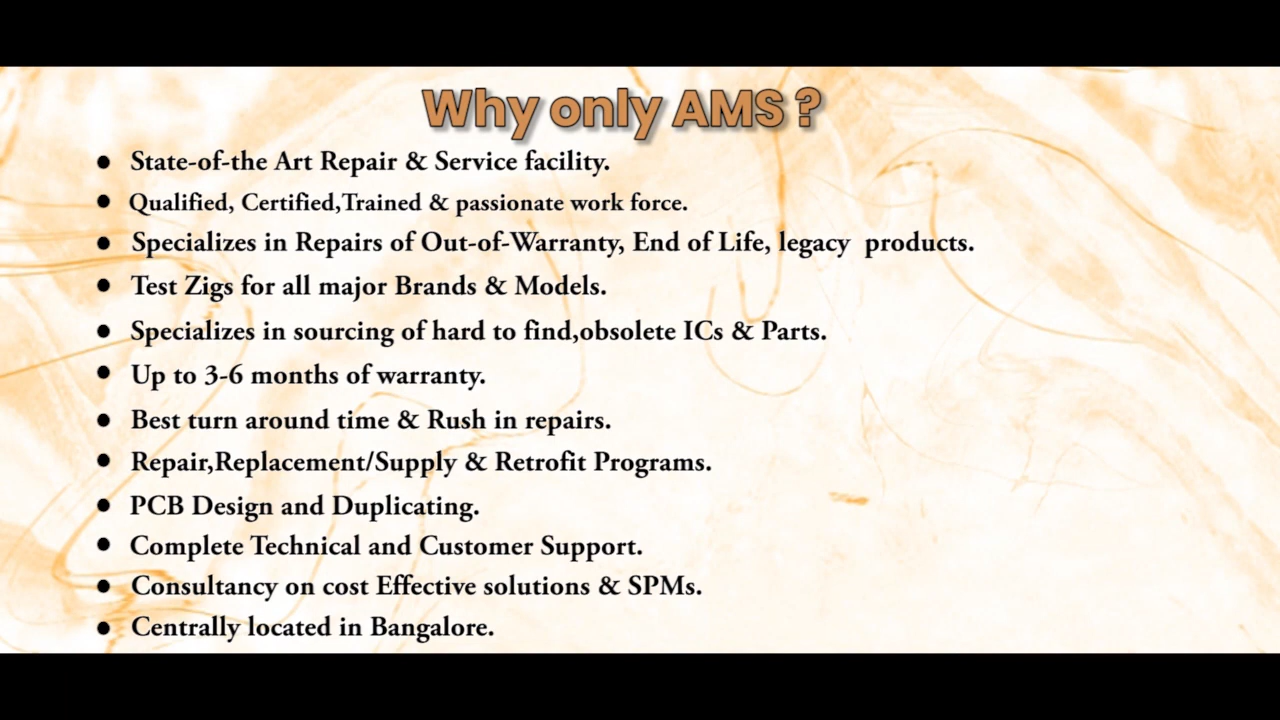 Why only AMS ?
● State-of-the Art Repair & Service facility.
● Qualified, Certified,Trained & passionate work force.
● Specializes in Repairs of Out-of-Warranty, End of Life, legacy  products.
● Test Zigs for all major Brands & Models.
● Specializes in sourcing of hard to find,obsolete ICs & Parts.
● Up to 3-6 months of warranty.
● Best turn around time & Rush in repairs.
● Repair,Replacement/Supply & Retrofit Programs.
● PCB Design and Duplicating.
● Complete Technical and Customer Support.
● Consultancy on cost Effective solutions & SPMs.
● Centrally located in Bangalore.